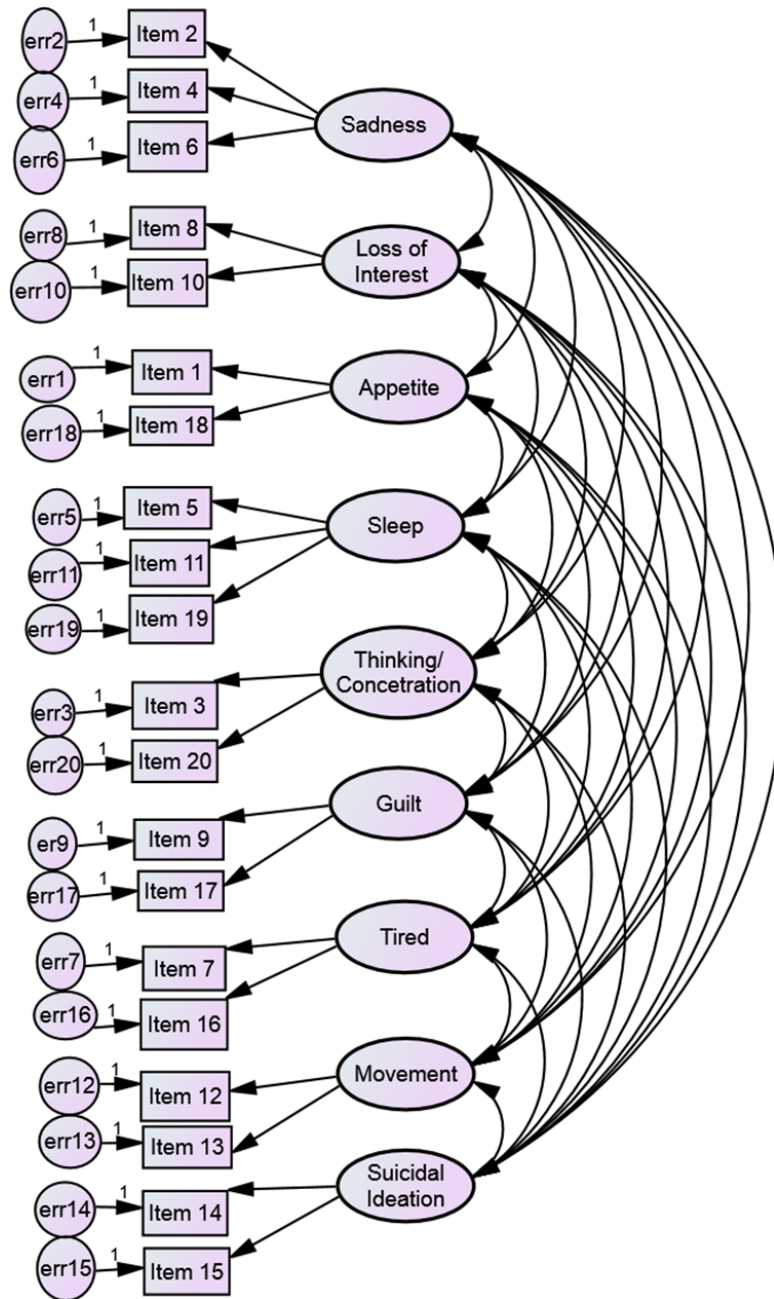 err2 1 Item 2
err4 1 Item 4
Sadness
err6 1 Item 6
err8 1 Item 8
Loss of
Interest
err10 1 Item 10
err1 1 Item 1
Appetite
err18 1 Item 18
err5 1 Item 5
Sleep
err11 1 Item 11
err19 1 Item 19
Thinking/
Concetration
err3 1 Item 3
err20 1 Item 20
Guilt
er9 1 Item 9
err17 1 Item 17
Tired
err7 1 Item 7
err16 1 Item 16
Movement
err12 1 Item 12
err13 1 Item 13
Suicidal
Ideation
err14 1 Item 14
err15 1 Item 15